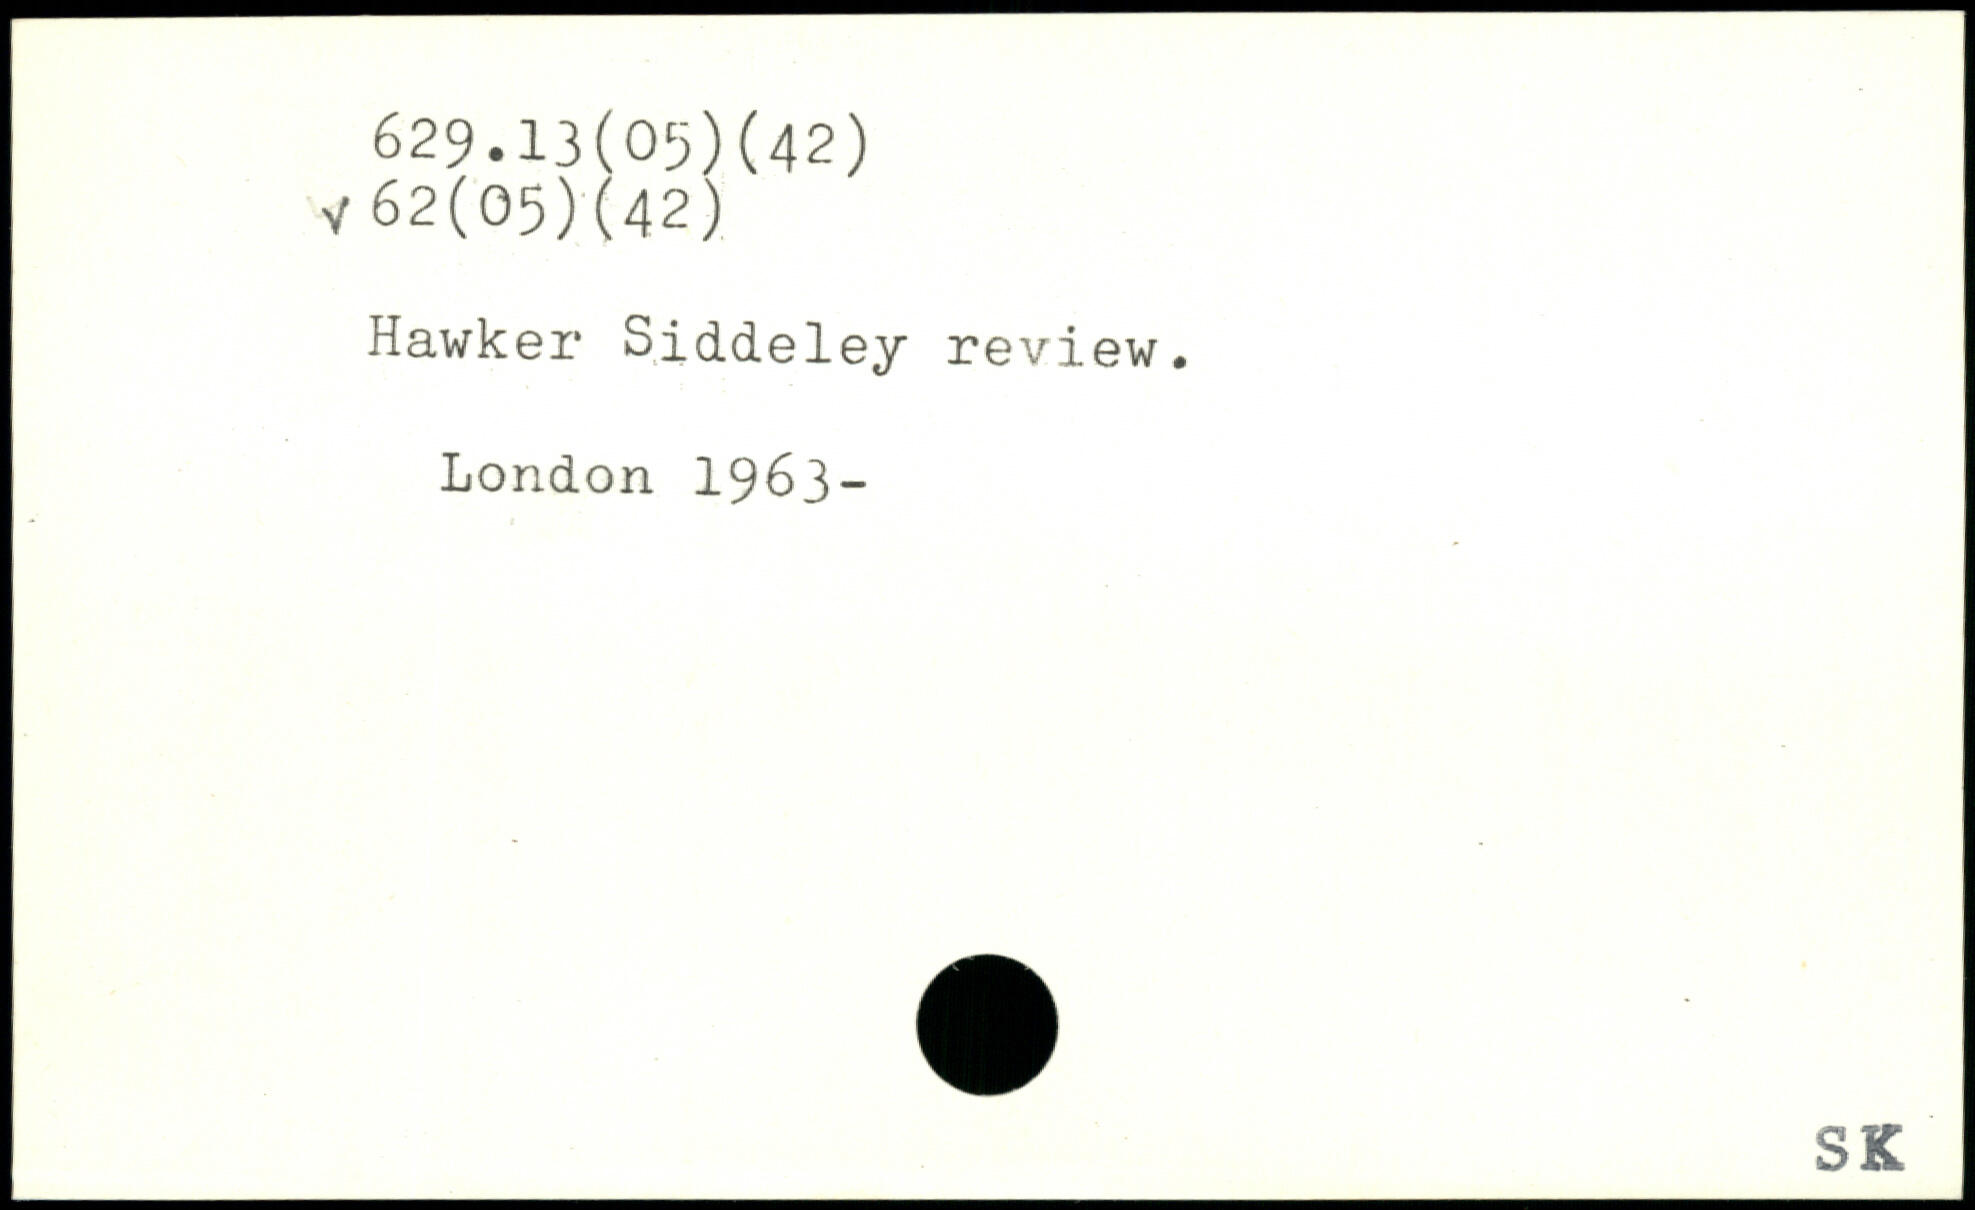 629.13(05)(42)
v 62(05)(42)
Hawker Siddeley review.
London 1963-
SK